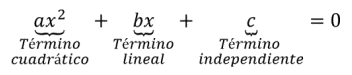 ax² + bx + c = 0
Término Término Término
cuadrático lineal independiente